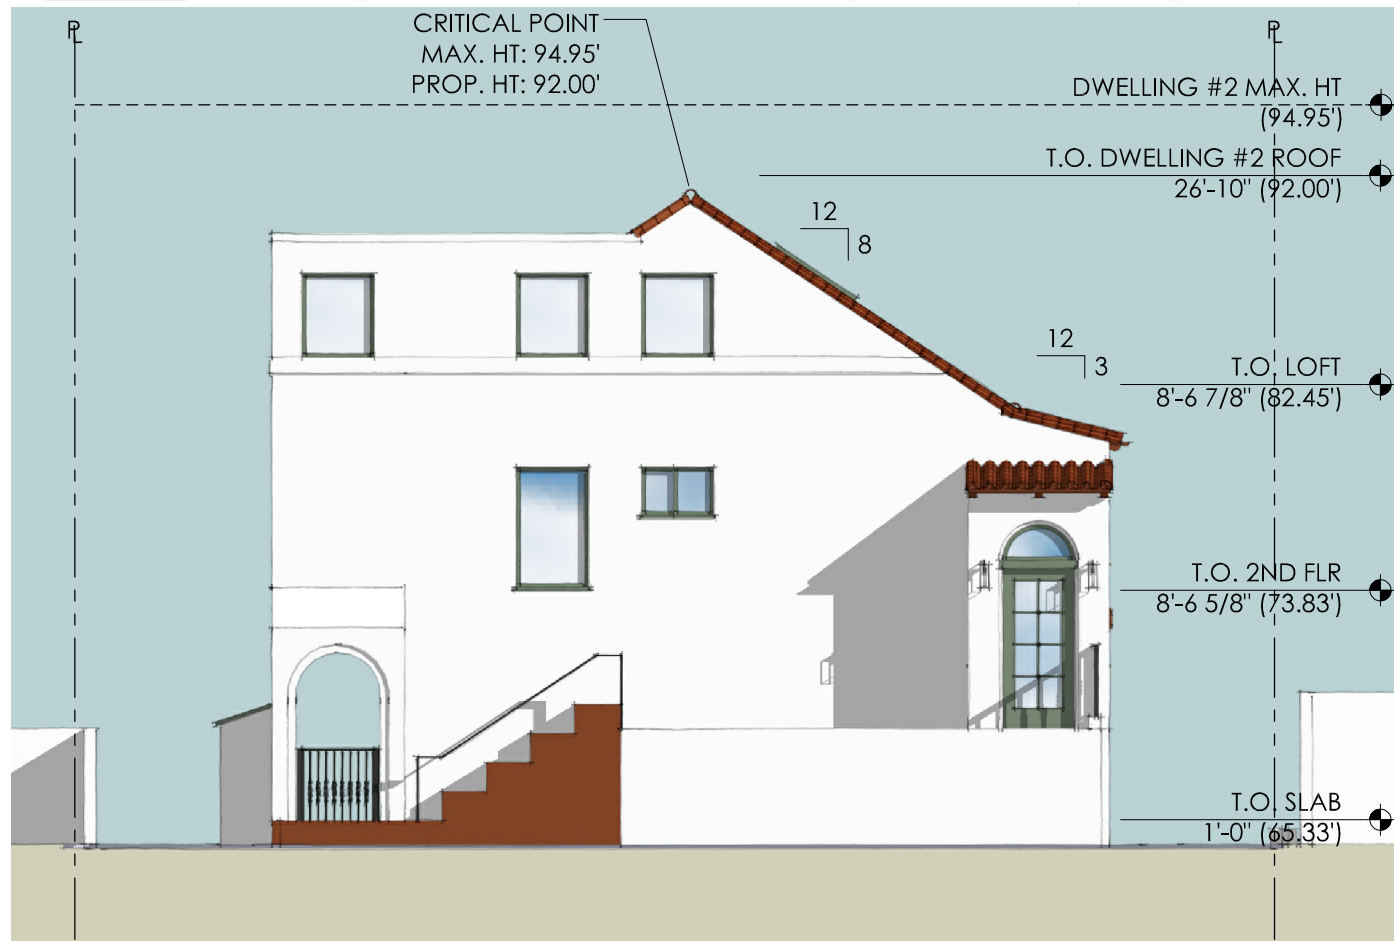 PL
PL
CRITICAL POINT
MAX. HT: 94.95'
PROP. HT: 92.00'
DWELLING #2 MAX. HT
(94.95')
T.O. DWELLING #2 ROOF
26'-10" (92.00')
12
8
12
3
T.O. LOFT
8'-6 7/8" (82.45')
T.O. 2ND FLR
8'-6 5/8" (73.83')
T.O. SLAB
1'-0" (65.33')